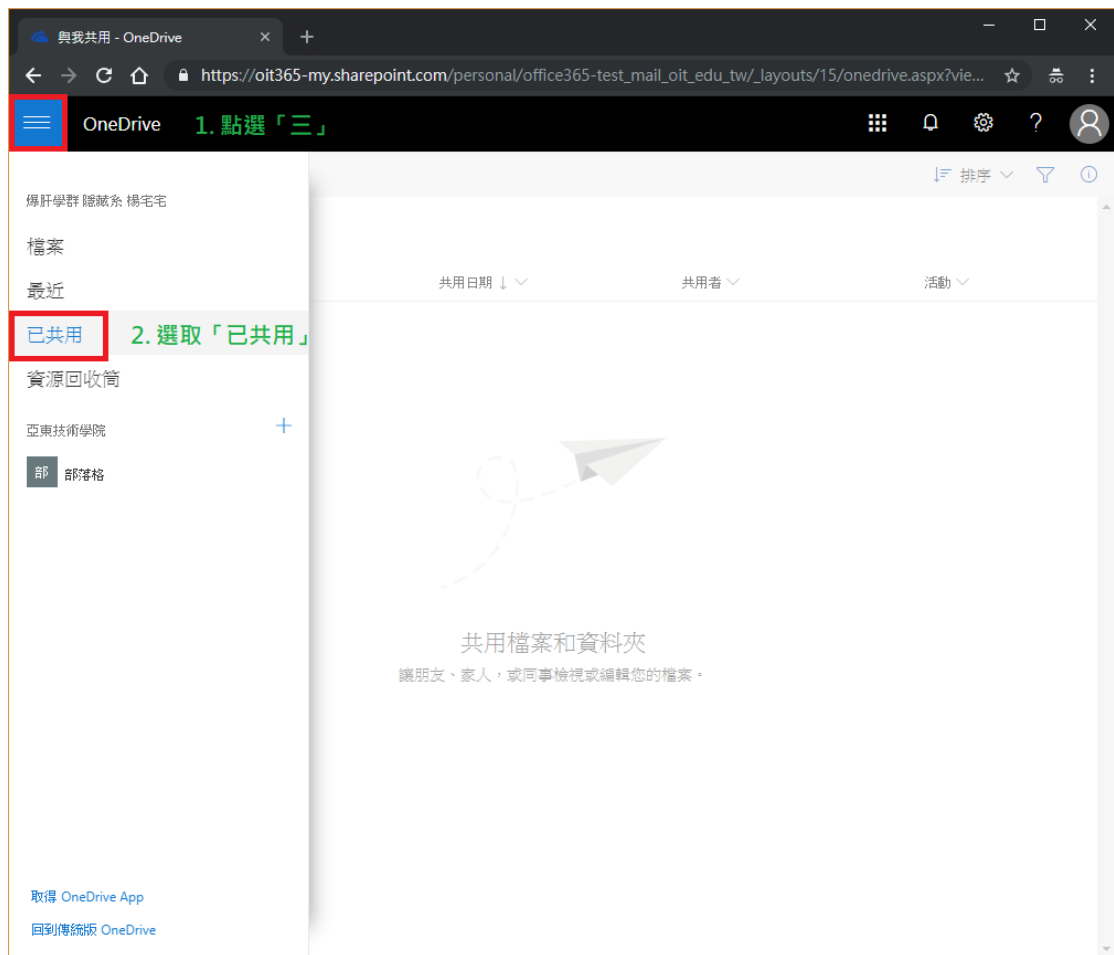 與我共用 - OneDrive
https://oit365-my.sharepoint.com/personal/office365-test_mail_oit_edu_tw/_layouts/15/onedrive.aspx?vie...
OneDrive 1. 點選「三」
排序
爆肝學群 隱藏系 楊宅宅
檔案
最近
共用日期 ↓ 共用者 活動
已共用 2. 選取「已共用」
資源回收筒
亞東技術學院 +
部 部落格
共用檔案和資料夾
讓朋友、家人，或同事檢視或編輯您的檔案。
取得 OneDrive App
回到傳統版 OneDrive